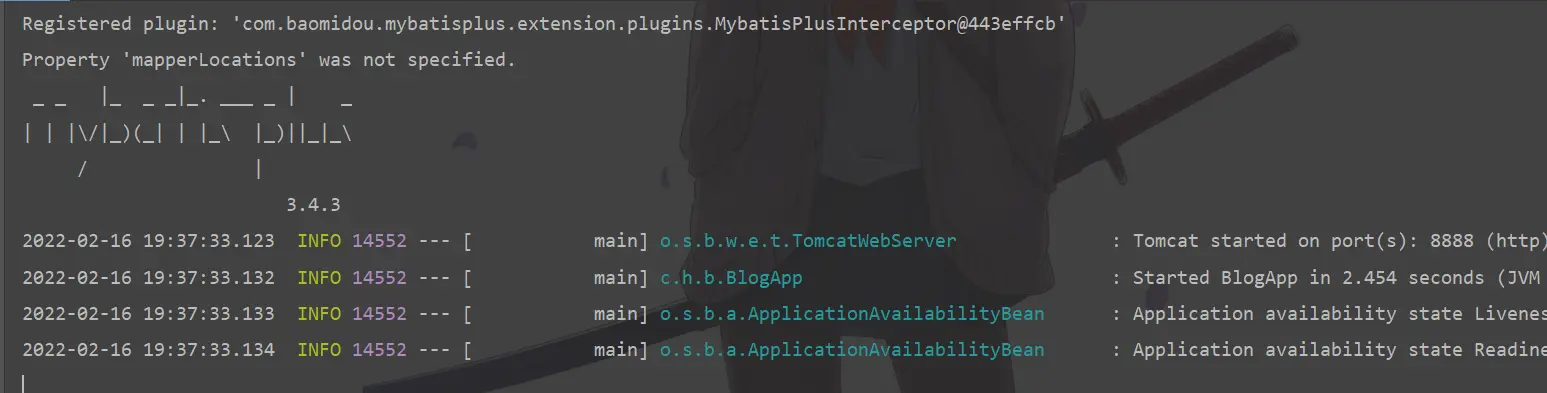 Registered plugin: 'com.baomidou.mybatisplus.extension.plugins.MybatisPlusInterceptor@443effcb'
Property 'mapperLocations' was not specified.
 _ _   |_  _ _|_. ___ _ |    _
| | |\/|_)(_| | |_\  |_)||_|_\
     /               |
                        3.4.3
2022-02-16 19:37:33.123  INFO 14552 --- [           main] o.s.b.w.e.t.TomcatWebServer              : Tomcat started on port(s): 8888 (http)
2022-02-16 19:37:33.132  INFO 14552 --- [           main] c.h.b.BlogApp                            : Started BlogApp in 2.454 seconds (JVM
2022-02-16 19:37:33.133  INFO 14552 --- [           main] o.s.b.a.ApplicationAvailabilityBean      : Application availability state Livenes
2022-02-16 19:37:33.134  INFO 14552 --- [           main] o.s.b.a.ApplicationAvailabilityBean      : Application availability state Readine